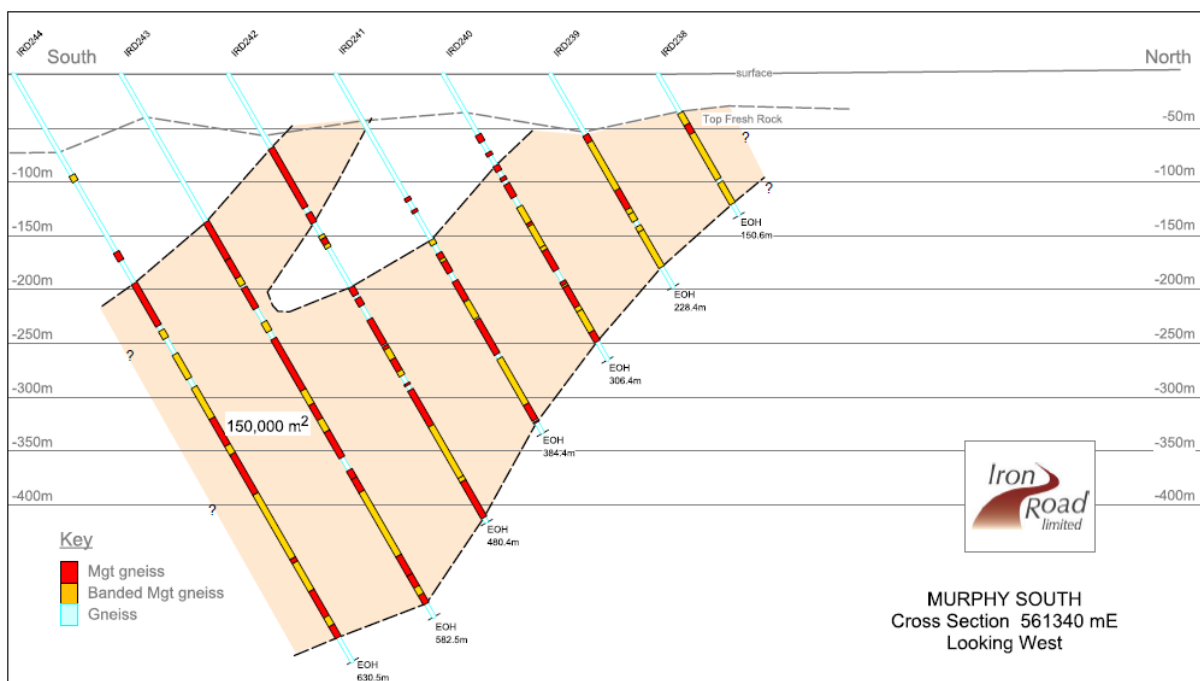 IRD244
IRD243
IRD242
IRD241
IRD240
IRD239
IRD238
South
North
surface
Top Fresh Rock
-50m
?
-100m
-100m
?
EOH
150.6m
-150m
-150m
-200m
-200m
EOH
228.4m
-250m
-250m
?
EOH
306.4m
-300m
-300m
150,000 m²
-350m
-350m
EOH
384.4m
-400m
-400m
?
EOH
480.4m
Key
Mgt gneiss
Banded Mgt gneiss
Gneiss
EOH
582.5m
EOH
630.5m
Iron
Road
limited
MURPHY SOUTH
Cross Section 561340 mE
Looking West